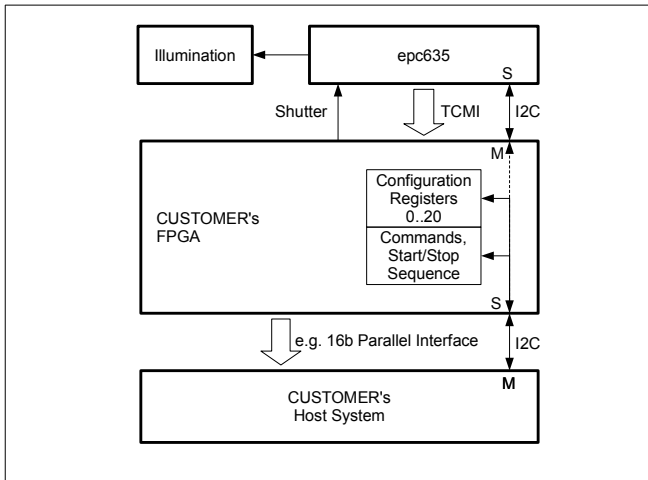 Illumination
epc635
S
Shutter
TCMI
I2C
M
Configuration
Registers
0..20
CUSTOMER's
FPGA
Commands,
Start/Stop
Sequence
S
e.g. 16b Parallel Interface
I2C
M
CUSTOMER's
Host System